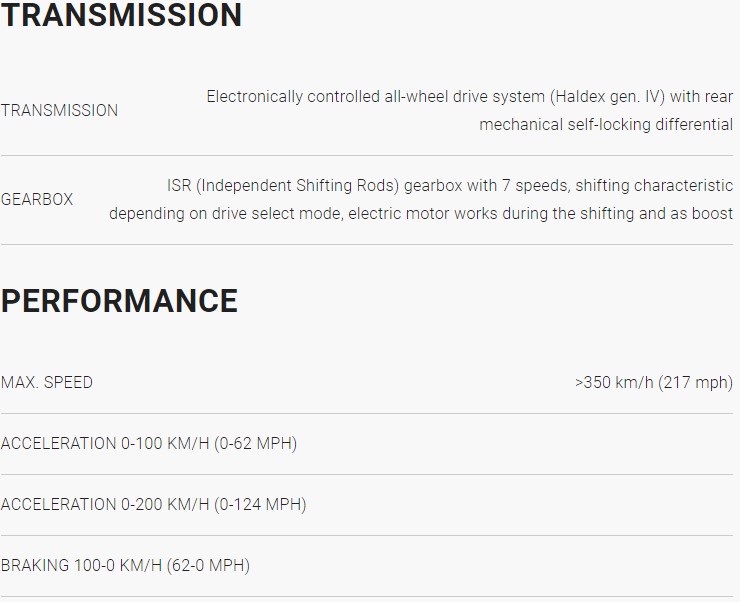 TRANSMISSION
TRANSMISSION
Electronically controlled all-wheel drive system (Haldex gen. IV) with rear
mechanical self-locking differential
GEARBOX
ISR (Independent Shifting Rods) gearbox with 7 speeds, shifting characteristic
depending on drive select mode, electric motor works during the shifting and as boost
PERFORMANCE
MAX. SPEED >350 km/h (217 mph)
ACCELERATION 0-100 KM/H (0-62 MPH)
ACCELERATION 0-200 KM/H (0-124 MPH)
BRAKING 100-0 KM/H (62-0 MPH)